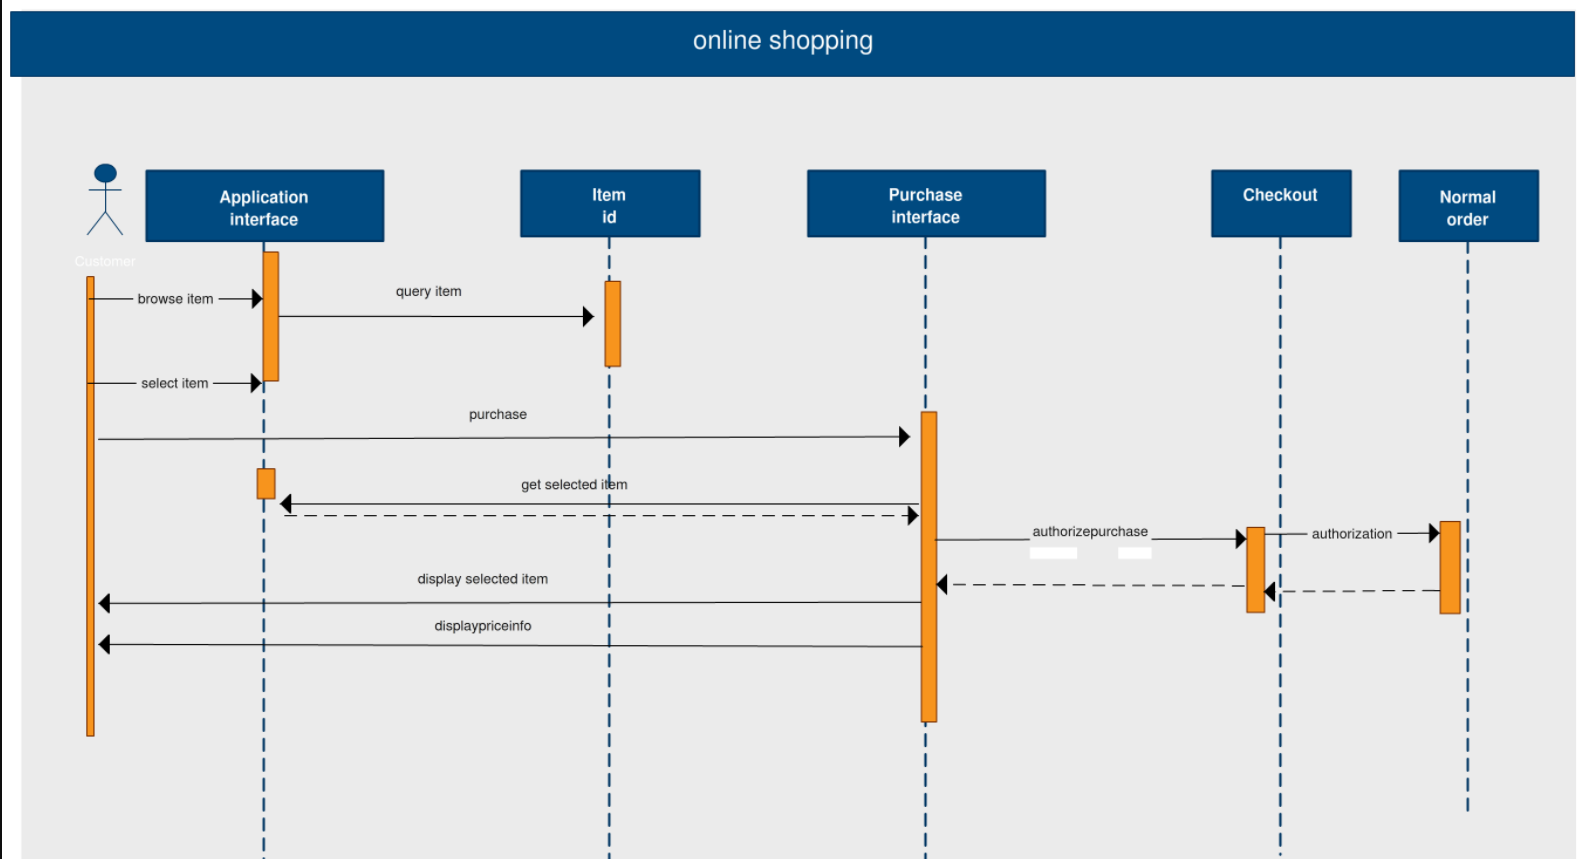 online shopping
Application
interface
Item
id
Purchase
interface
Checkout
Normal
order
Customer
browse item
query item
select item
purchase
get selected item
authorizepurchase
authorization
display selected item
displaypriceinfo